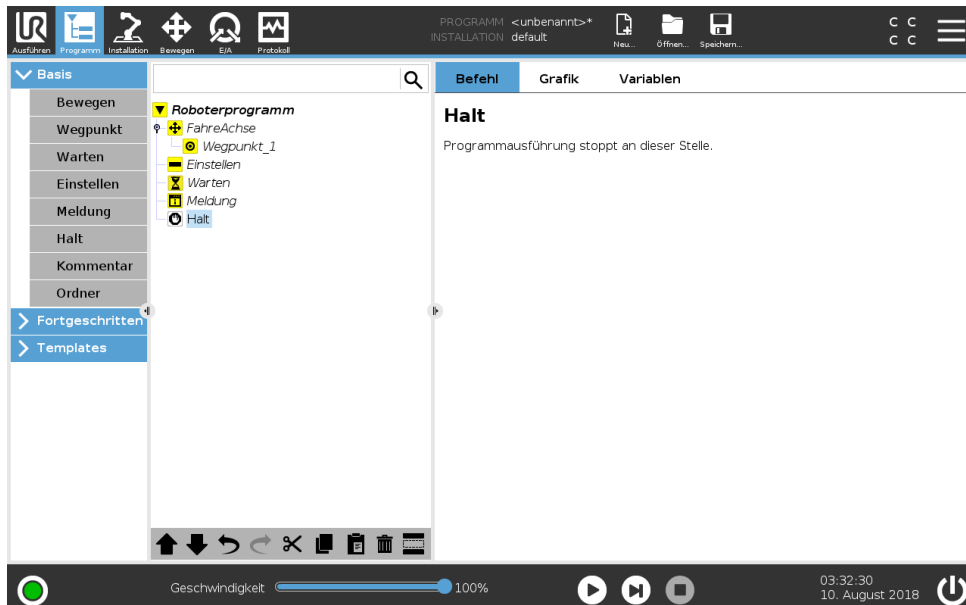 UR
Ausführen
Programm
Installation
Bewegen
E/A
Protokoll
PROGRAMM <unbenannt>*
INSTALLATION default
Neu...
Öffnen...
Speichern...
C C
C C
Basis
Bewegen
Wegpunkt
Warten
Einstellen
Meldung
Halt
Kommentar
Ordner
Fortgeschritten
Templates
Roboterprogramm
FahreAchse
Wegpunkt_1
Einstellen
Warten
Meldung
Halt
Befehl
Grafik
Variablen
Halt
Programmausführung stoppt an dieser Stelle.
Geschwindigkeit 100%
03:32:30
10. August 2018